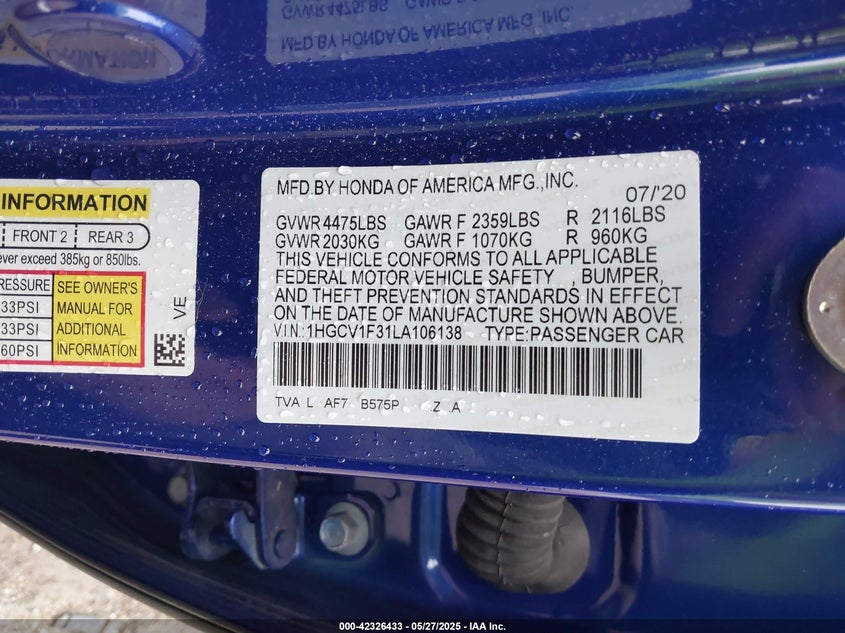 MFD.BY HONDA OF AMERICA MFG.,INC.
07/'20
GVWR 4475LBS GAWR F 2359LBS R 2116LBS
GVWR 2030KG GAWR F 1070KG R 960KG
THIS VEHICLE CONFORMS TO ALL APPLICABLE
FEDERAL MOTOR VEHICLE SAFETY , BUMPER,
AND THEFT PREVENTION STANDARDS IN EFFECT
ON THE DATE OF MANUFACTURE SHOWN ABOVE.
VIN:1HGCV1F31LA106138 TYPE:PASSENGER CAR
TVA L AF7 B575P Z A
INFORMATION
FRONT 2 REAR 3
exceed 385kg or 850lbs.
33PSI
33PSI
60PSI
SEE OWNER'S
MANUAL FOR
ADDITIONAL
INFORMATION
VE
GVWR 4475LBS
MFD.BY HONDA OF AMERICA MFG., INC.
000-42326433 - 05/27/2025 - IAA Inc.